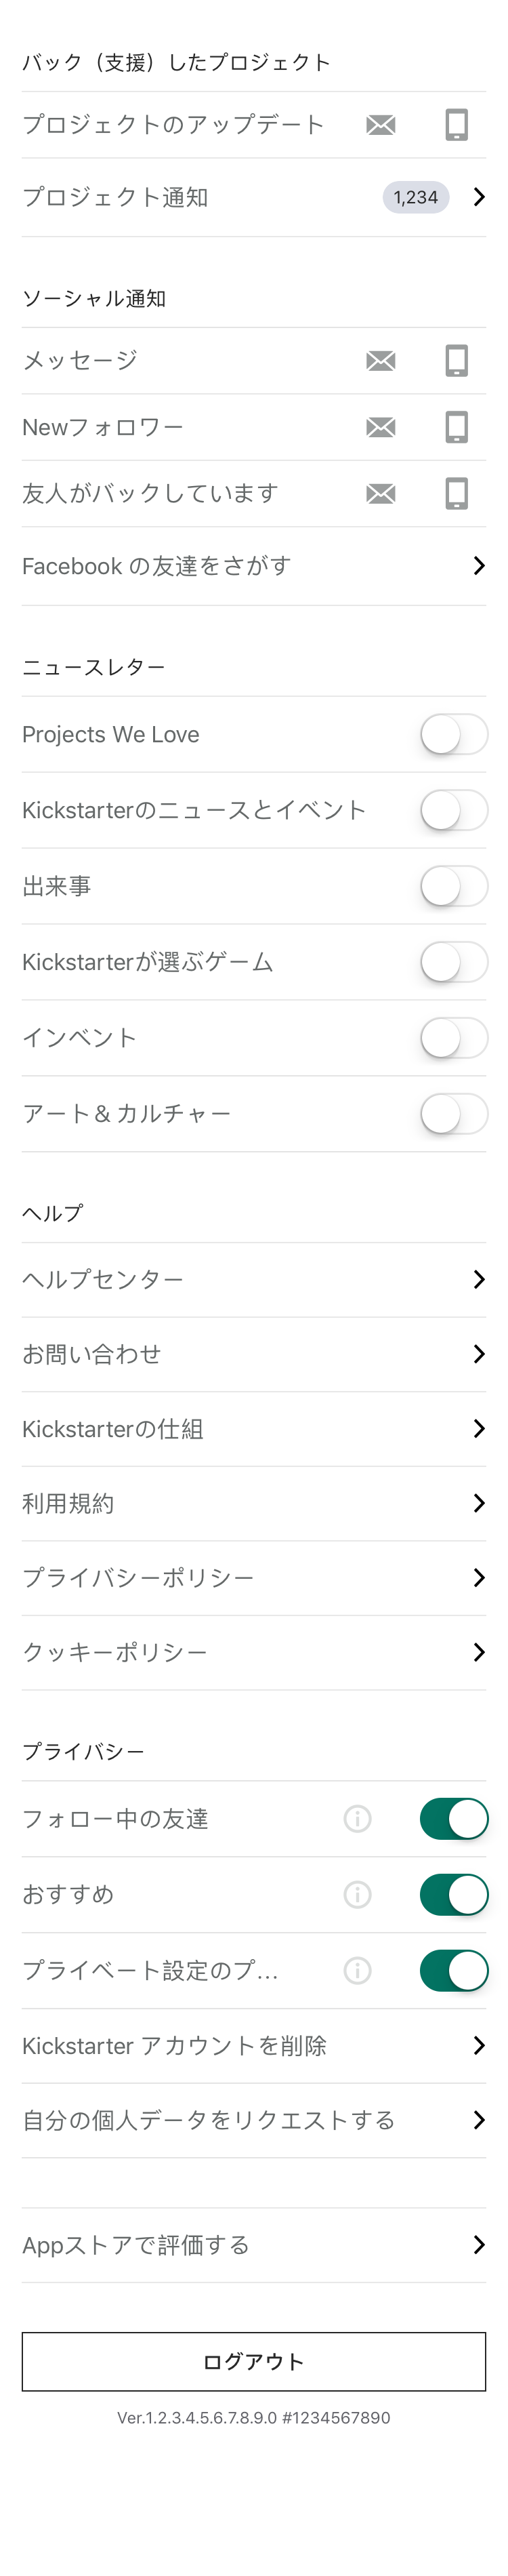 バック（支援）したプロジェクト
プロジェクトのアップデート
プロジェクト通知 1,234
ソーシャル通知
メッセージ
Newフォロワー
友人がバックしています
Facebook の友達をさがす
ニュースレター
Projects We Love
Kickstarterのニュースとイベント
出来事
Kickstarterが選ぶゲーム
インベント
アート& カルチャー
ヘルプ
ヘルプセンター
お問い合わせ
Kickstarterの仕組
利用規約
プライバシーポリシー
クッキーポリシー
プライバシー
フォロー中の友達
おすすめ
プライベート設定のプ…
Kickstarter アカウントを削除
自分の個人データをリクエストする
Appストアで評価する
ログアウト
Ver.1.2.3.4.5.6.7.8.9.0 #1234567890